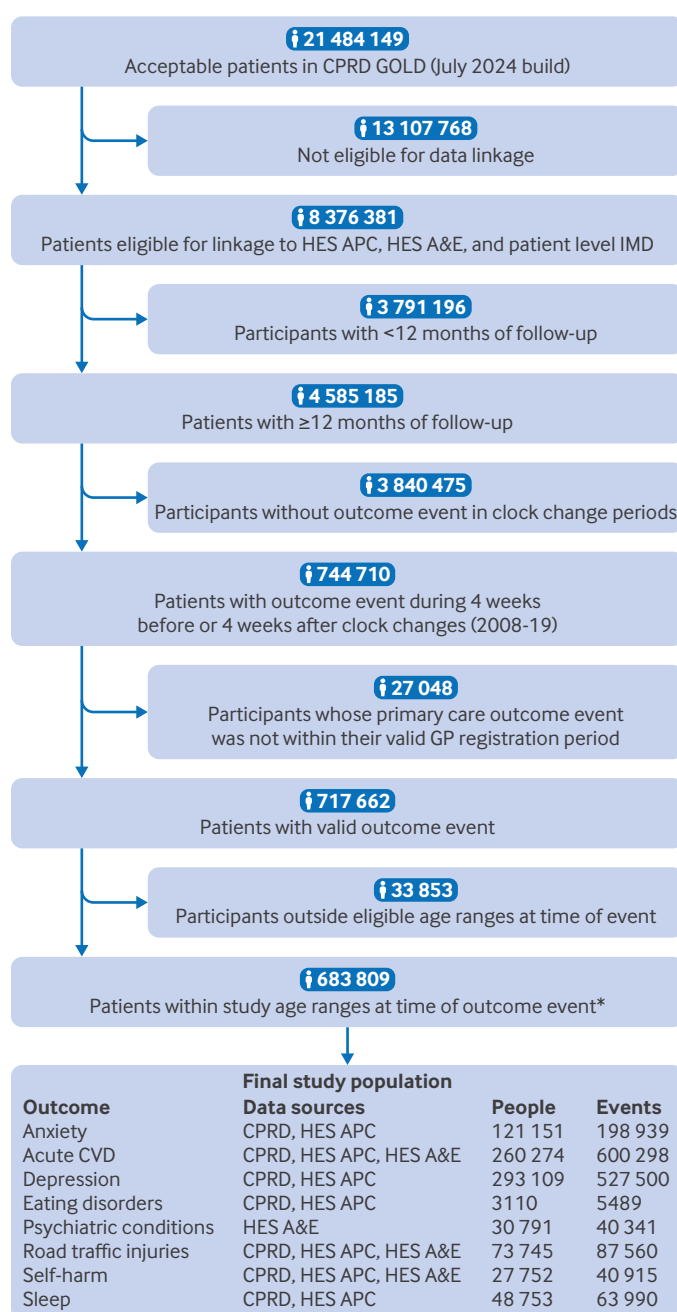 21 484 149
Acceptable patients in CPRD GOLD (July 2024 build)
13 107 768
Not eligible for data linkage
8 376 381
Patients eligible for linkage to HES APC, HES A&E, and patient level IMD
3 791 196
Participants with <12 months of follow-up
4 585 185
Patients with ≥12 months of follow-up
3 840 475
Participants without outcome event in clock change periods
744 710
Patients with outcome event during 4 weeks
before or 4 weeks after clock changes (2008-19)
27 048
Participants whose primary care outcome event
was not within their valid GP registration period
717 662
Patients with valid outcome event
33 853
Participants outside eligible age ranges at time of event
683 809
Patients within study age ranges at time of outcome event*
Final study population
Outcome Data sources People Events
Anxiety CPRD, HES APC 121 151 198 939
Acute CVD CPRD, HES APC, HES A&E 260 274 600 298
Depression CPRD, HES APC 293 109 527 500
Eating disorders CPRD, HES APC 3110 5489
Psychiatric conditions HES A&E 30 791 40 341
Road traffic injuries CPRD, HES APC, HES A&E 73 745 87 560
Self-harm CPRD, HES APC, HES A&E 27 752 40 915
Sleep CPRD, HES APC 48 753 63 990